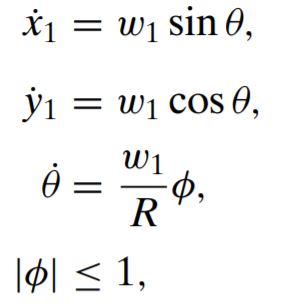 ẋ₁ = w₁ sin θ,
ẏ₁ = w₁ cos θ,
θ̇ = w₁/R ϕ,
|ϕ| ≤ 1,